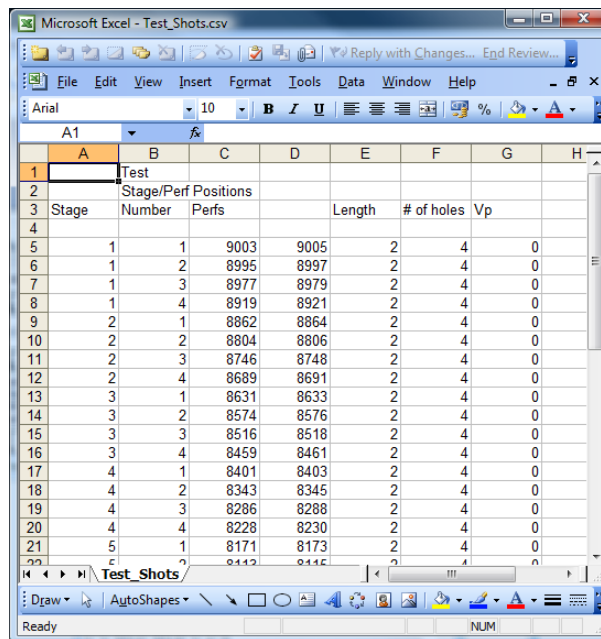 Microsoft Excel - Test_Shots.csv
Reply with Changes... End Review...
File Edit View Insert Format Tools Data Window Help
Arial 10 B I U %
A1 fx
A B C D E F G H
1 Test
2 Stage/Perf Positions
3 Stage Number Perfs Length # of holes Vp
4
5 1 1 9003 9005 2 4 0
6 1 2 8995 8997 2 4 0
7 1 3 8977 8979 2 4 0
8 1 4 8919 8921 2 4 0
9 2 1 8862 8864 2 4 0
10 2 2 8804 8806 2 4 0
11 2 3 8746 8748 2 4 0
12 2 4 8689 8691 2 4 0
13 3 1 8631 8633 2 4 0
14 3 2 8574 8576 2 4 0
15 3 3 8516 8518 2 4 0
16 3 4 8459 8461 2 4 0
17 4 1 8401 8403 2 4 0
18 4 2 8343 8345 2 4 0
19 4 3 8286 8288 2 4 0
20 4 4 8228 8230 2 4 0
21 5 1 8171 8173 2 4 0
22 5 2 8113 8115 2 4 0
Test_Shots
Draw AutoShapes
Ready NUM